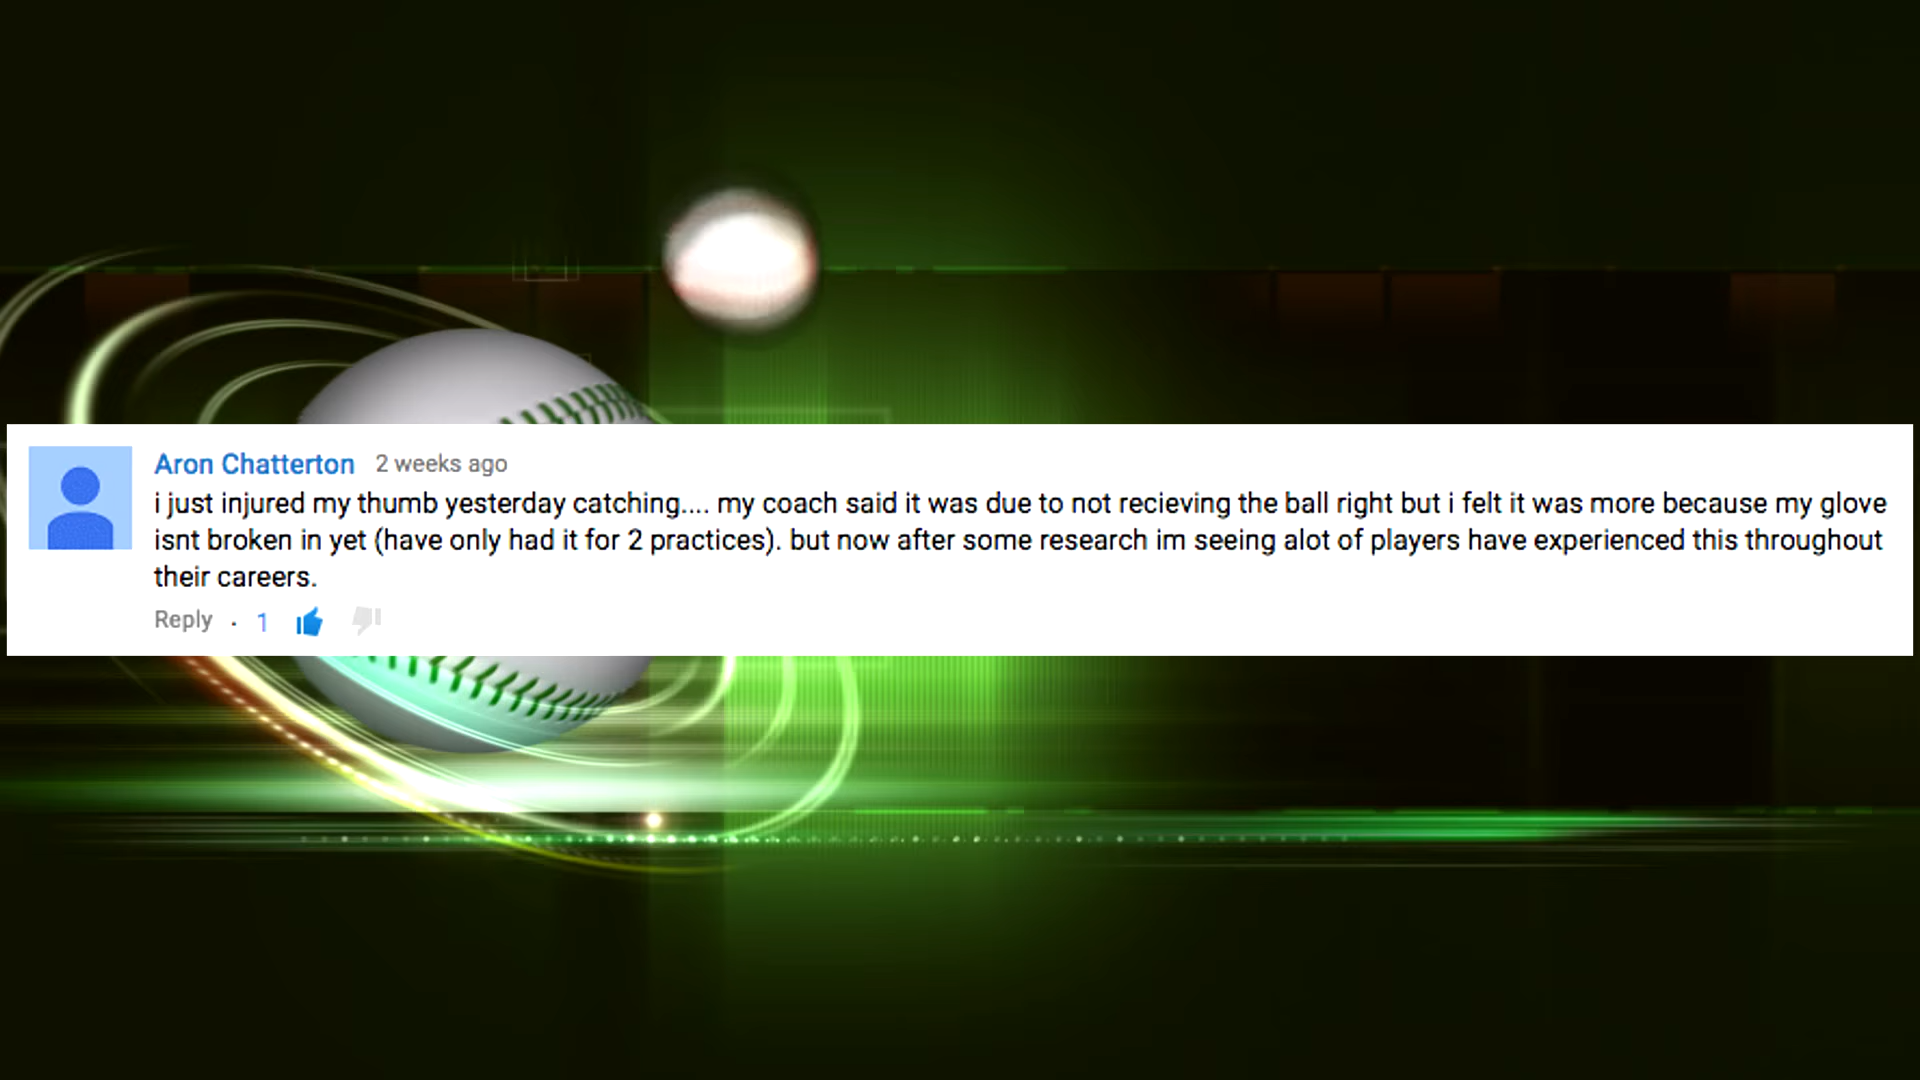 Aron Chatterton 2 weeks ago
i just injured my thumb yesterday catching.... my coach said it was due to not recieving the ball right but i felt it was more because my glove
isnt broken in yet (have only had it for 2 practices). but now after some research im seeing alot of players have experienced this throughout
their careers.
Reply · 1